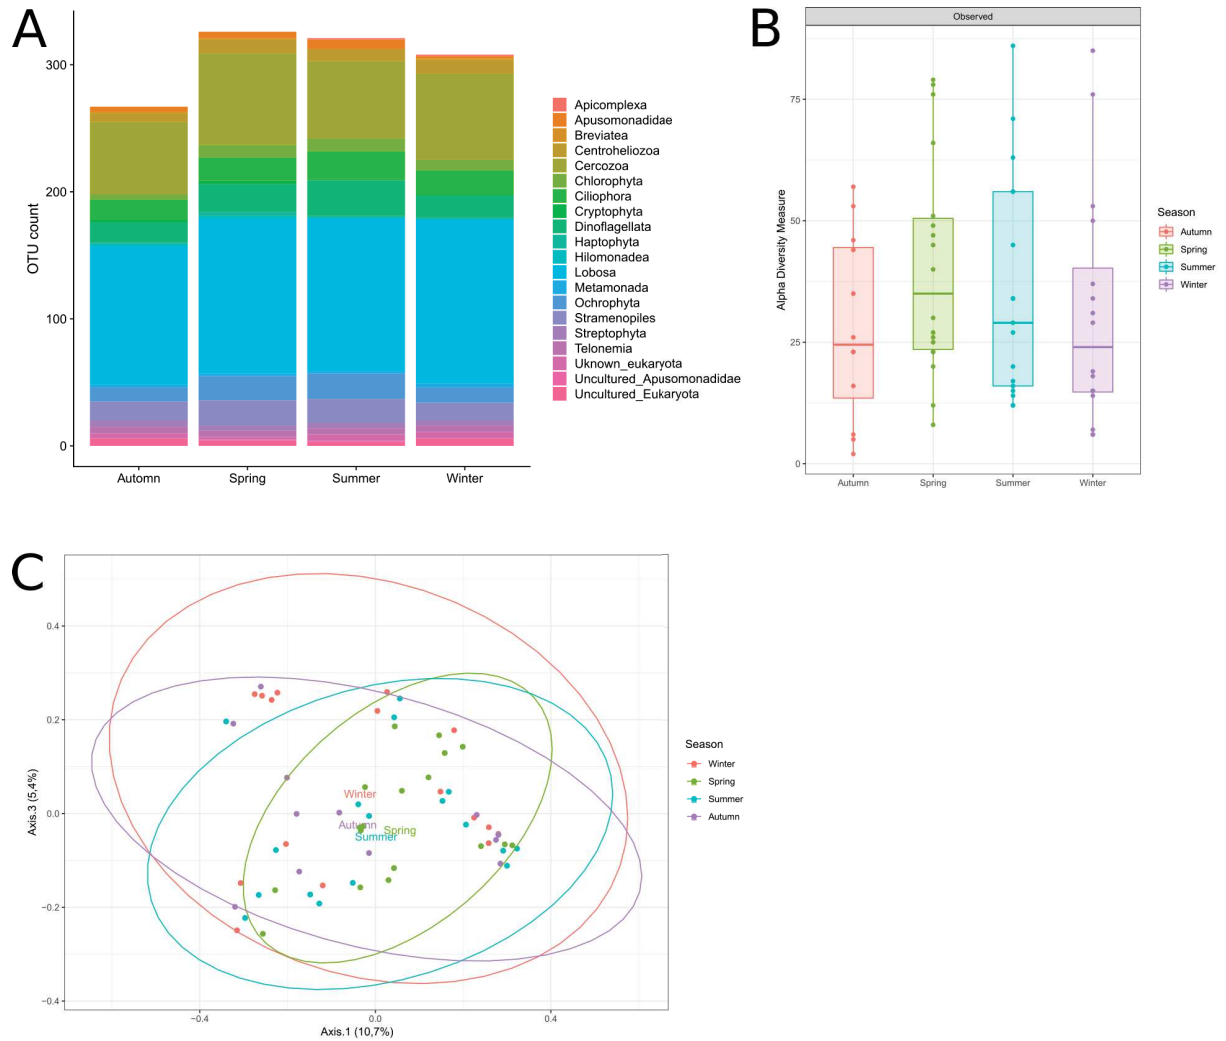 A
OTU count
300
200
100
0
Automn
Spring
Summer
Winter
Apicomplexa
Apusomonadidae
Breviatea
Centroheliozoa
Cercozoa
Chlorophyta
Ciliophora
Cryptophyta
Dinoflagellata
Haptophyta
Hilomonadea
Lobosa
Metamonada
Ochrophyta
Stramenopiles
Streptophyta
Telonemia
Uknown_eukaryota
Uncultured_Apusomonadidae
Uncultured_Eukaryota
B
Observed
Alpha Diversity Measure
75
50
25
0
Autumn
Spring
Summer
Winter
Season
Autumn
Spring
Summer
Winter
C
Axis.3 (5,4%)
0.4
0.2
0.0
−0.2
−0.4
Winter
Autumn
Spring
Summer
−0.4
0.0
0.4
Axis.1 (10,7%)
Season
Winter
Spring
Summer
Autumn